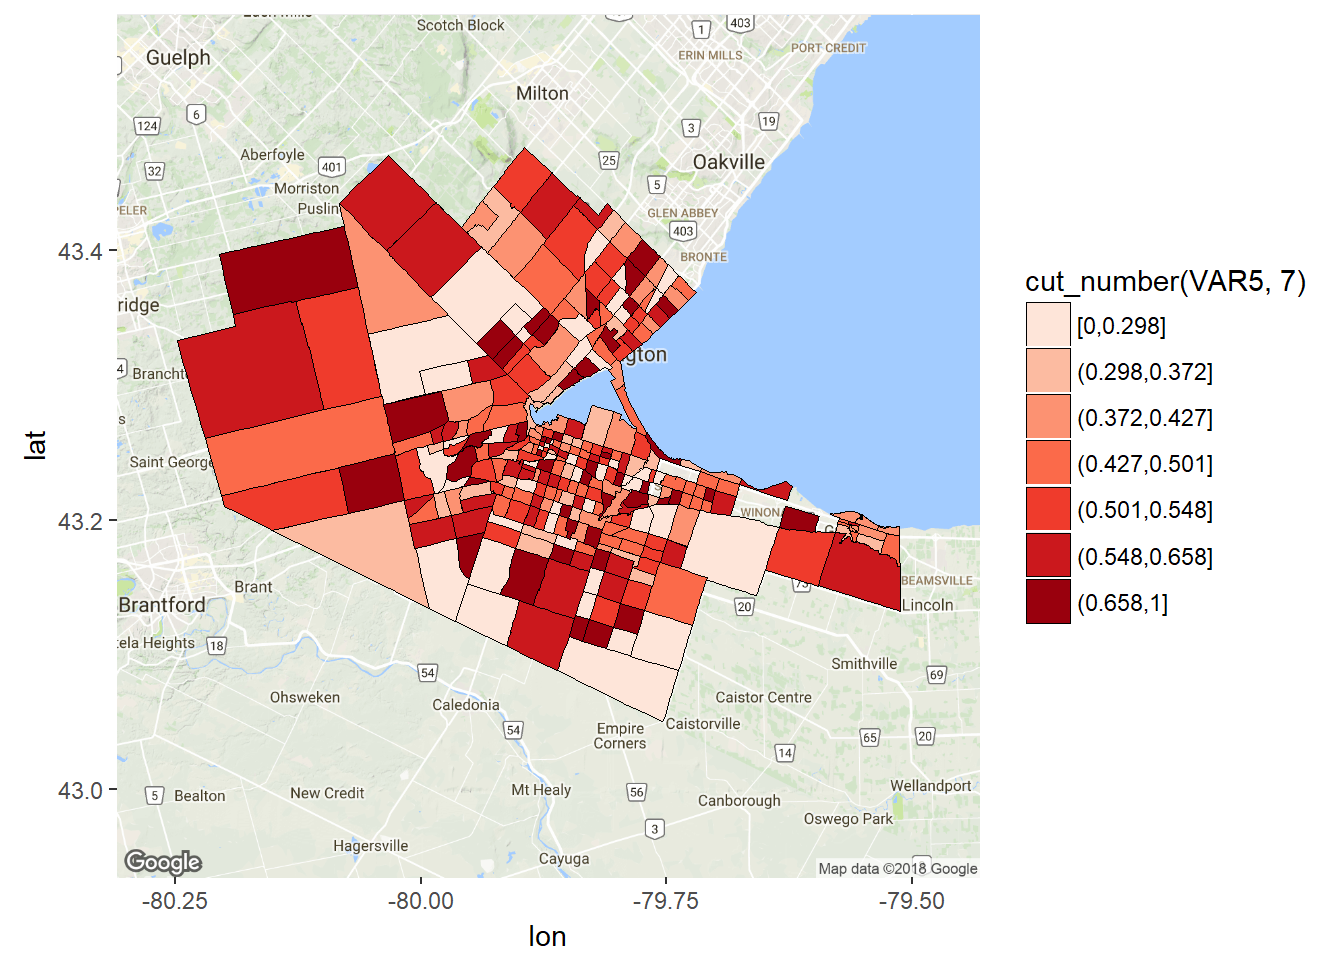 Scotch Block
403
1
403
Guelph
ERIN MILLS
PORT CREDIT
Milton
6
124
3
19
Aberfoyle
401
25
Oakville
32
Morriston
5
PELER
Puslin
GLEN ABBEY
403
BRONTE
ridge
gton
4
Brancht
s
Saint George
WINONA
BEAMSVILLE
Brant
73
Brantford
20
Lincoln
tela Heights
18
Smithville
54
69
Ohsweken
Caistor Centre
Caledonia
54
Empire
Corners
Caistorville
65
20
14
5
Bealton
New Credit
Mt Healy
56
Wellandport
Canborough
Oswego Park
3
Hagersville
Cayuga
Google
Map data ©2018 Google
43.4
43.2
43.0
lat
-80.25
-80.00
-79.75
-79.50
lon
cut_number(VAR5, 7)
[0,0.298]
(0.298,0.372]
(0.372,0.427]
(0.427,0.501]
(0.501,0.548]
(0.548,0.658]
(0.658,1]